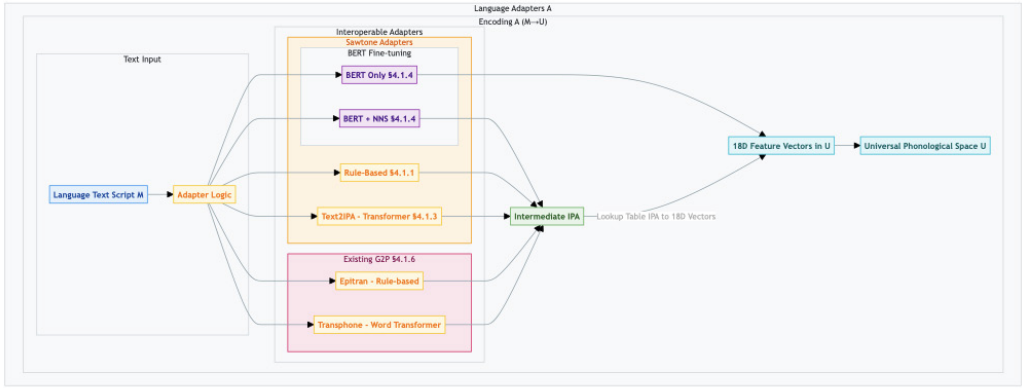 Language Adapters A
Encoding A (M→U)
Interoperable Adapters
Sawtone Adapters
BERT Fine-tuning
Text Input
BERT Only §4.1.4
BERT + NNS §4.1.4
18D Feature Vectors in U
Universal Phonological Space U
Rule-Based §4.1.1
Language Text Script M
Adapter Logic
Text2IPA - Transformer §4.1.3
Intermediate IPA
Lookup Table IPA to 18D Vectors
Existing G2P §4.1.6
Epitran - Rule-based
Transphone - Word Transformer